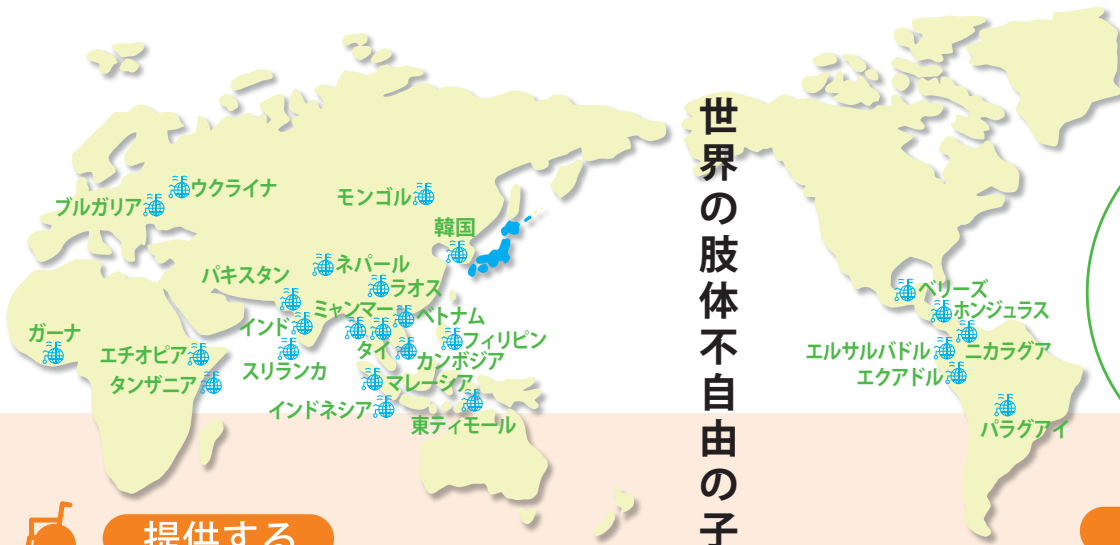 ウクライナ
ブルガリア
モンゴル
韓国
パキスタン
ネパール
ラオス
ミャンマー
ベトナム
インド
フィリピン
タイ
カンボジア
スリランカ
マレーシア
インドネシア
東ティモール
ガーナ
エチオピア
タンザニア
世界の肢体不自由の子
ベリーズ
ホンジュラス
エルサルバドル
ニカラグア
エクアドル
パラグアイ
提供する